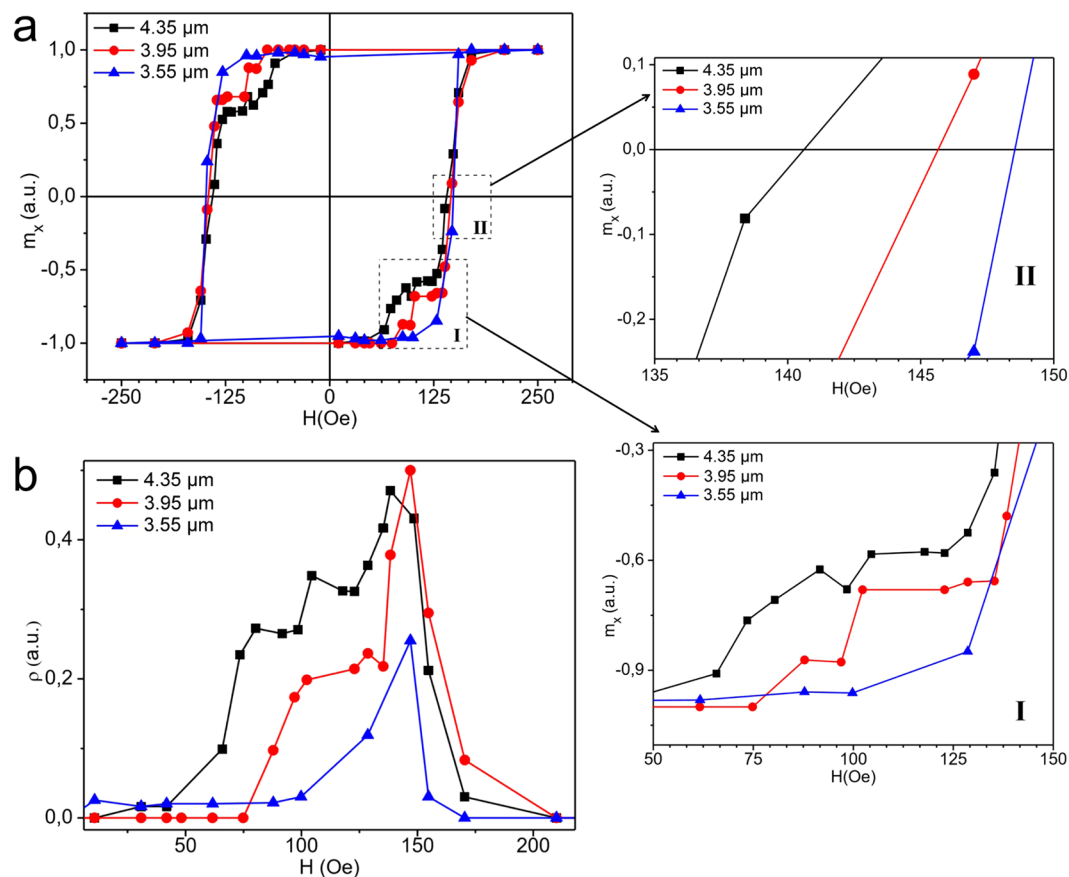 a
4.35 µm
3.95 µm
3.55 µm
1,0
0,5
0,0
-0,5
-1,0
mx (a.u.)
-250
-125
0
125
250
H(Oe)
II
I
4.35 µm
3.95 µm
3.55 µm
0,1
0,0
-0,1
-0,2
mx (a.u.)
135
140
145
150
H(Oe)
II
b
4.35 µm
3.95 µm
3.55 µm
0,4
0,2
0,0
ρ (a.u.)
50
100
150
200
H (Oe)
4.35 µm
3.95 µm
3.55 µm
-0,3
-0,6
-0,9
mx (a.u.)
50
75
100
125
150
H(Oe)
I